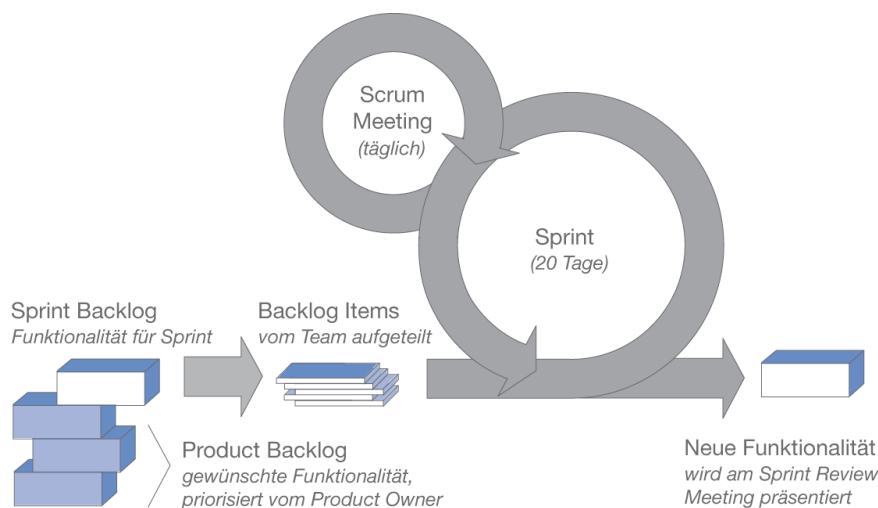 Scrum
Meeting
(täglich)
Sprint
(20 Tage)
Sprint Backlog
Funktionalität für Sprint
Backlog Items
vom Team aufgeteilt
Product Backlog
gewünschte Funktionalität,
priorisiert vom Product Owner
Neue Funktionalität
wird am Sprint Review
Meeting präsentiert